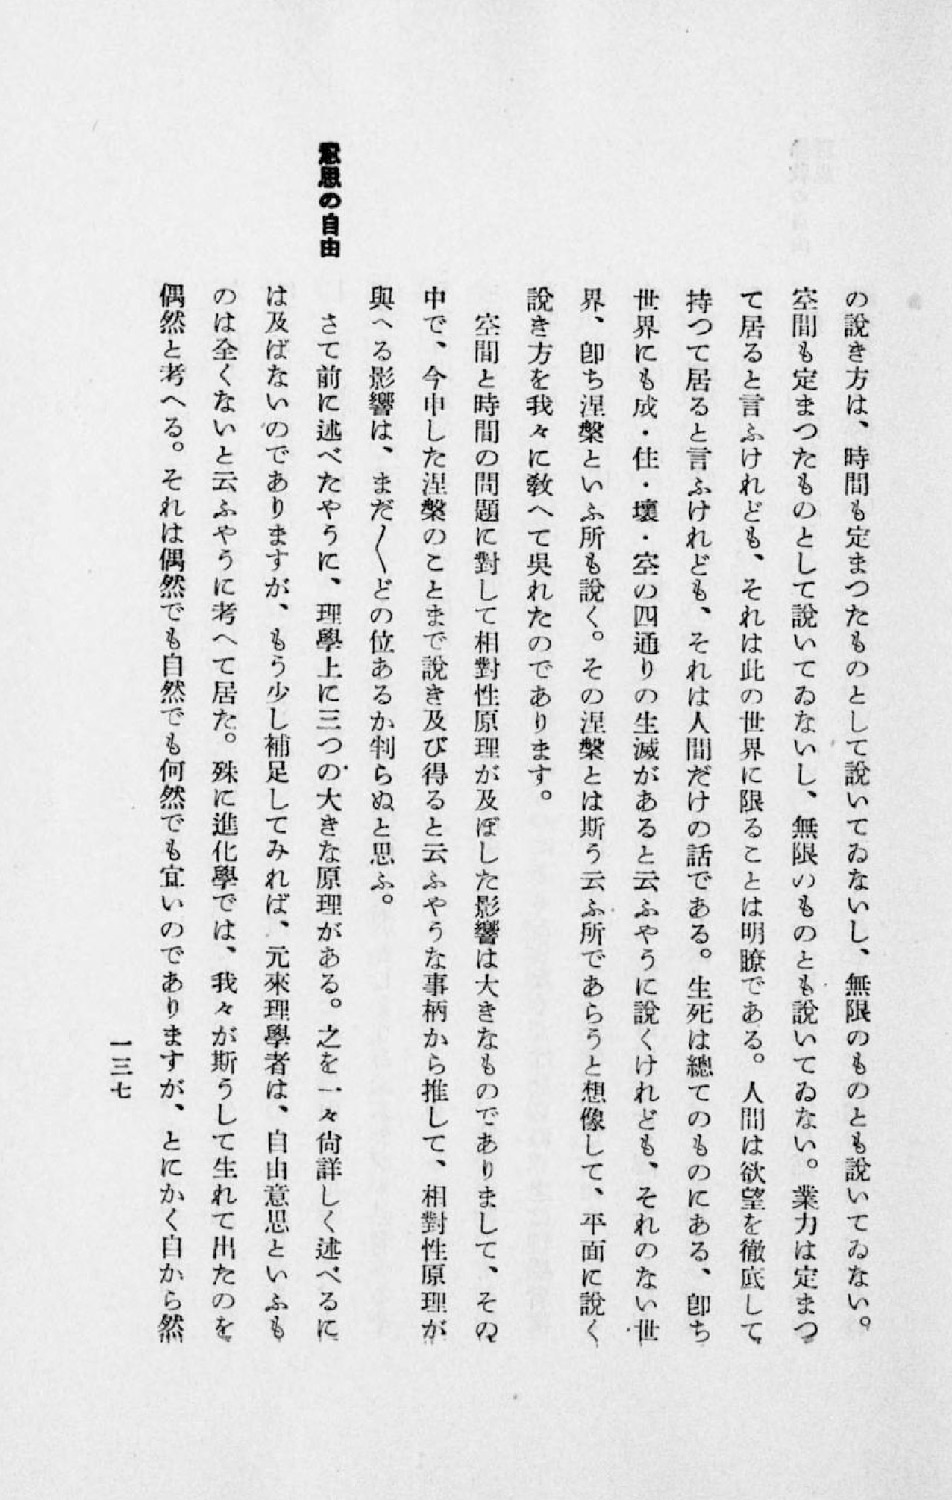 の說き方は、時間も定まつたものとして說いてゐないし、無限のものとも說いてゐない。
空間も定まつたものとして說いてゐないし、無限のものとも說いてゐない。業力は定まつ
て居ると言ふけれども、それは此の世界に限ることは明瞭である。人間は欲望を徹底して
持つて居ると言ふけれども、それは人間だけの話である。生死は總てのものにある、卽ち
世界にも成・住・壞・空の四通りの生滅があると云ふやうに說くけれども、それのない世
界、卽ち涅槃といふ所も說く。その涅槃とは斯う云ふ所であらうと想像して、平面に說く
說き方を我々に敎へて吳れたのであります。
空間と時間の問題に對して相對性原理が及ぼした影響は大きなものでありまして、その
中で、今申した涅槃のことまで說き及び得ると云ふやうな事柄から推して、相對性原理が
與へる影響は、まだ〳〵どの位あるか判らぬと思ふ。
意思の自由
さて前に述べたやうに、理學上に三つの大きな原理がある。之を一々尙詳しく述べるに
は及ばないのでありますが、もう少し補足してみれば、元來理學者は、自由意思といふも
のは全くないと云ふやうに考へて居た。殊に進化學では、我々が斯うして生れて出たのを
偶然と考へる。それは偶然でも自然でも何然でも宜いのでありますが、とにかく自から然
一三七